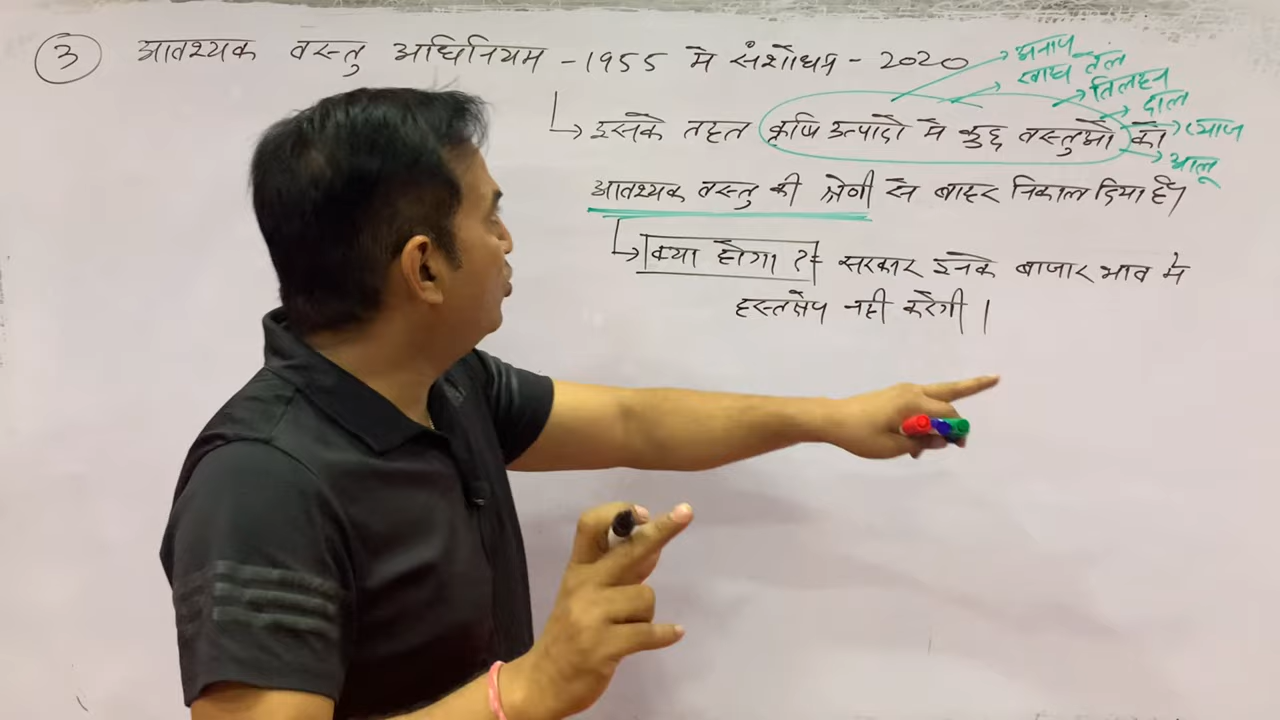 3 आवश्यक वस्तु अधिनियम - 1955 मे संशोधन - 2020
अनाज
खाद्य तेल
तिलहन
दाल
प्याज
आलू
इसके तहत कृषि उत्पादो मे कुछ वस्तुओ को
आवश्यक वस्तु की श्रेणी से बाहर निकाल दिया है।
क्या होगा ? = सरकार इनके बाजार भाव मे
हस्तक्षेप नही करेगी ।